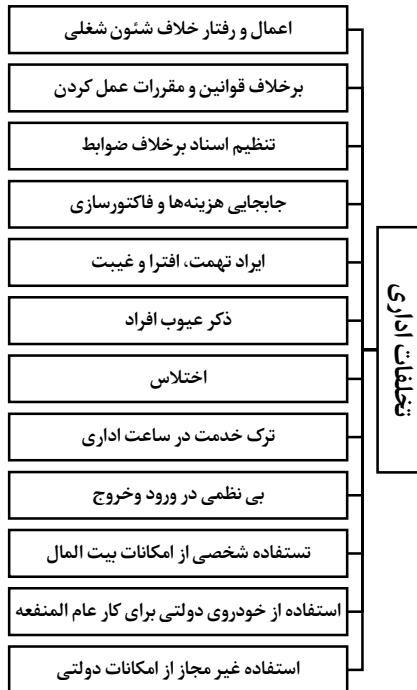 تخلفات اداری
اعمال و رفتار خلاف شئون شغلی
برخلاف قوانین و مقررات عمل کردن
تنظیم اسناد برخلاف ضوابط
جابجایی هزینه‌ها و فاکتورسازی
ایراد تهمت، افترا و غیبت
ذکر عیوب افراد
اختلاس
ترک خدمت در ساعت اداری
بی نظمی در ورود وخروج
تستفاده شخصی از امکانات بیت المال
استفاده از خودروی دولتی برای کار عام المنفعه
استفاده غیر مجاز از امکانات دولتی